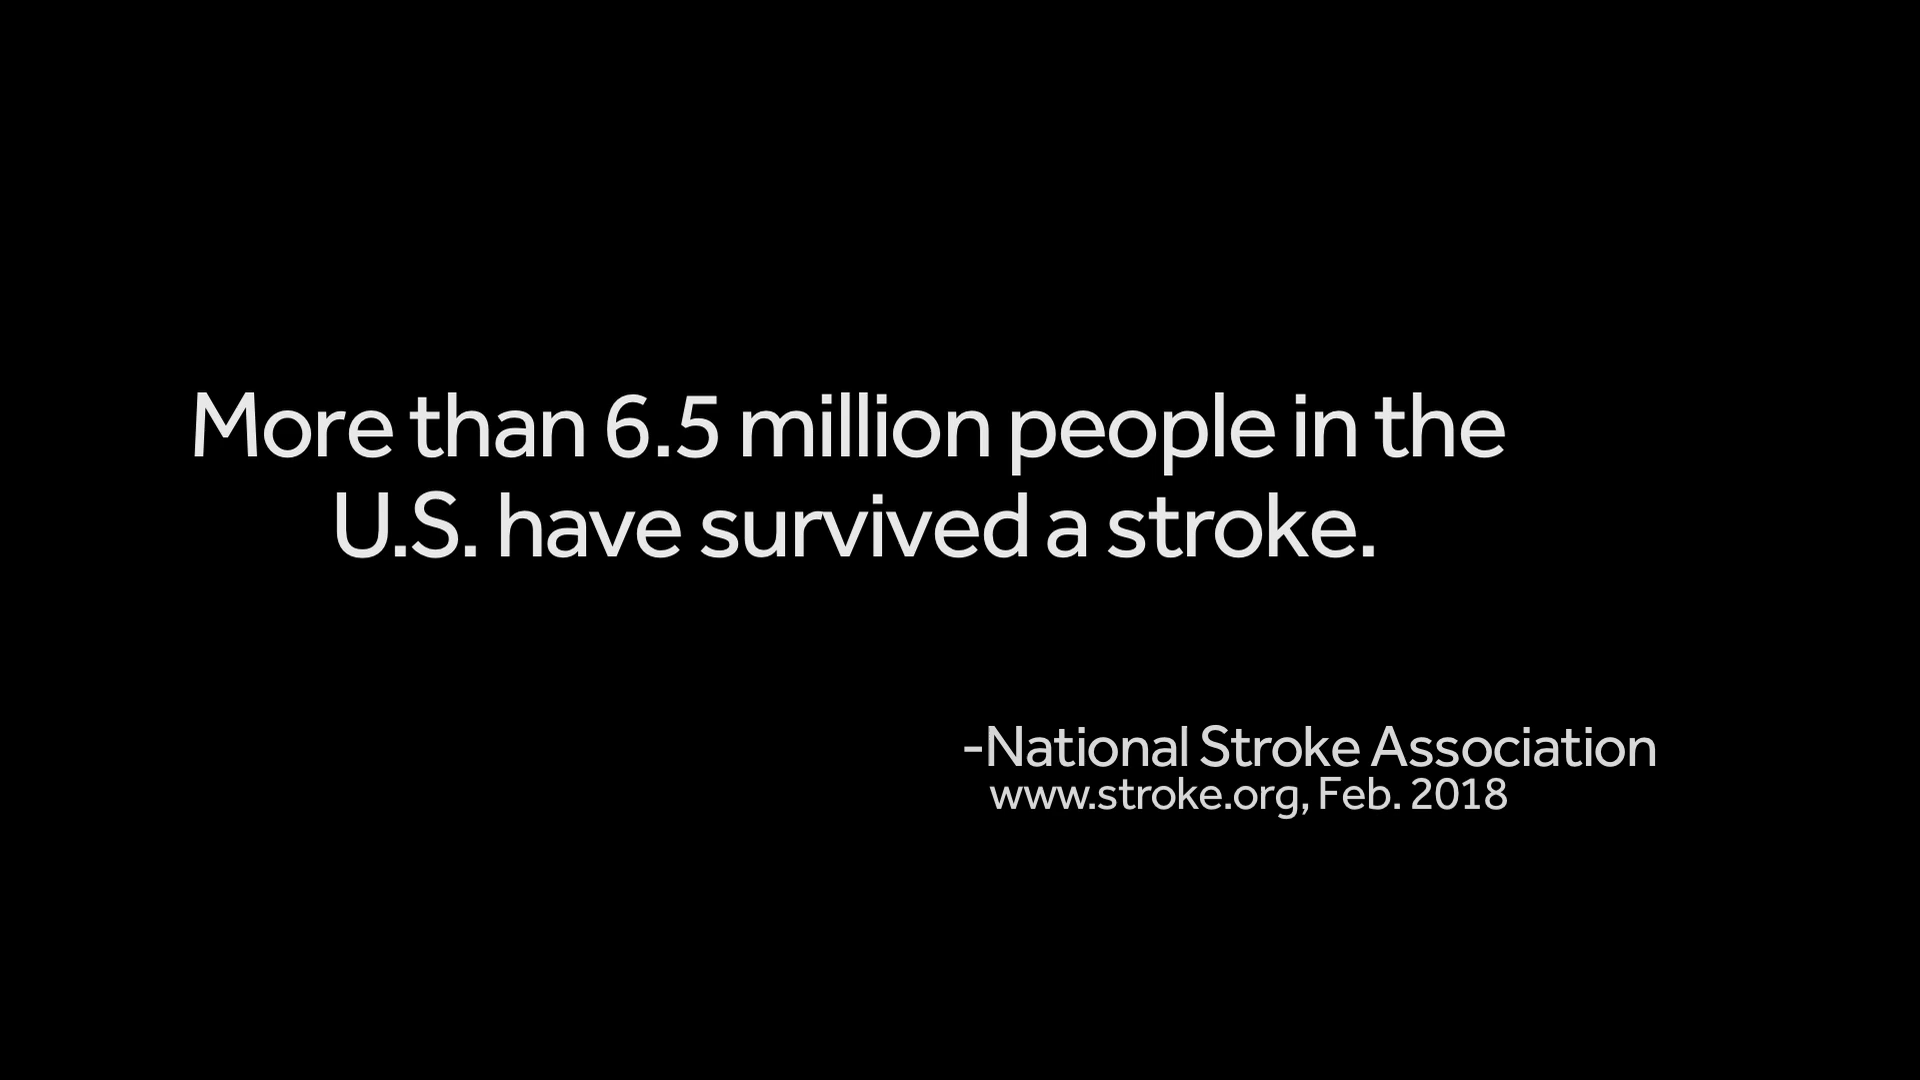 More than 6.5 million people in the
U.S. have survived a stroke.
-National Stroke Association
www.stroke.org, Feb. 2018